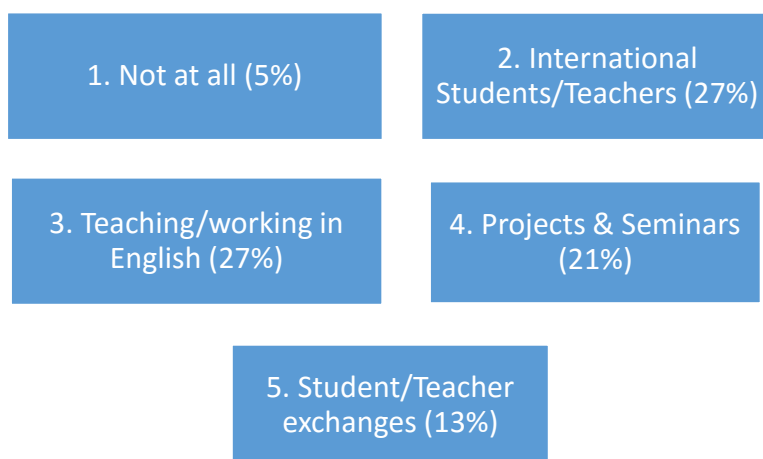 1. Not at all (5%)
2. International
Students/Teachers (27%)
3. Teaching/working in
English (27%)
4. Projects & Seminars
(21%)
5. Student/Teacher
exchanges (13%)